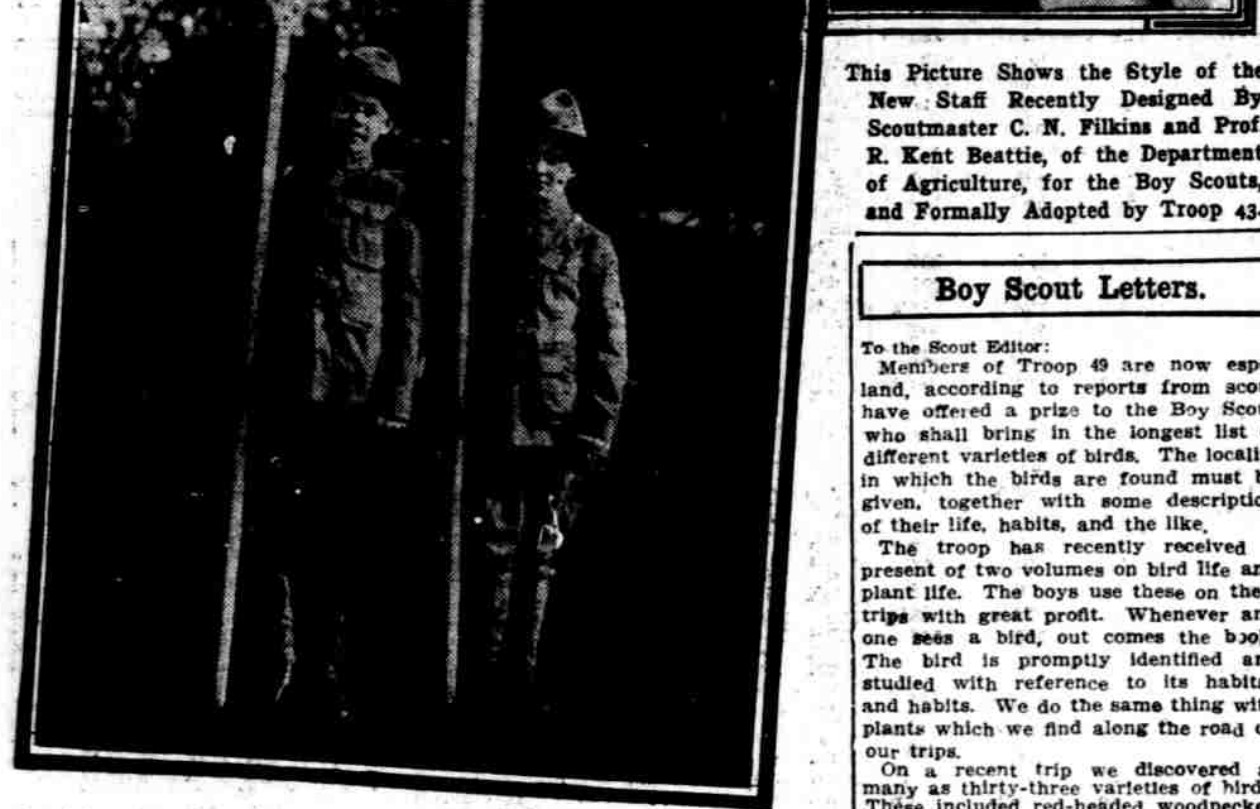 This Picture Shows the Style of the
New Staff Recently Designed By
Scoutmaster C. N. Filkins and Prof.
R. Kent Beattie, of the Department
of Agriculture, for the Boy Scouts,
and Formally Adopted by Troop 43.
Boy Scout Letters.
To the Scout Editor:
Members of Troop 49 are now esp
land, according to reports from scou
have offered a prize to the Boy Scou
who shall bring in the longest list
different varieties of birds. The locali
in which the birds are found must b
given, together with some descriptio
of their life, habits, and the like.
The troop has recently received
present of two volumes on bird life an
plant life. The boys use these on the
trips with great profit. Whenever an
one sees a bird, out comes the boo
The bird is promptly identified an
studied with reference to its habita
and habits. We do the same thing wit
plants which we find along the road o
our trips.
On a recent trip we discovered a
many as thirty-three varieties of bird
These included red-headed woodpeck